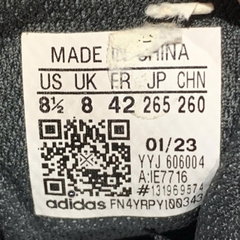 MADE IN CHINA
US UK FR JP CHN
8½ 8 42 265 260
01/23
YYJ 606004
A:IE7716
#131969574
adidas FN4YRPY100343